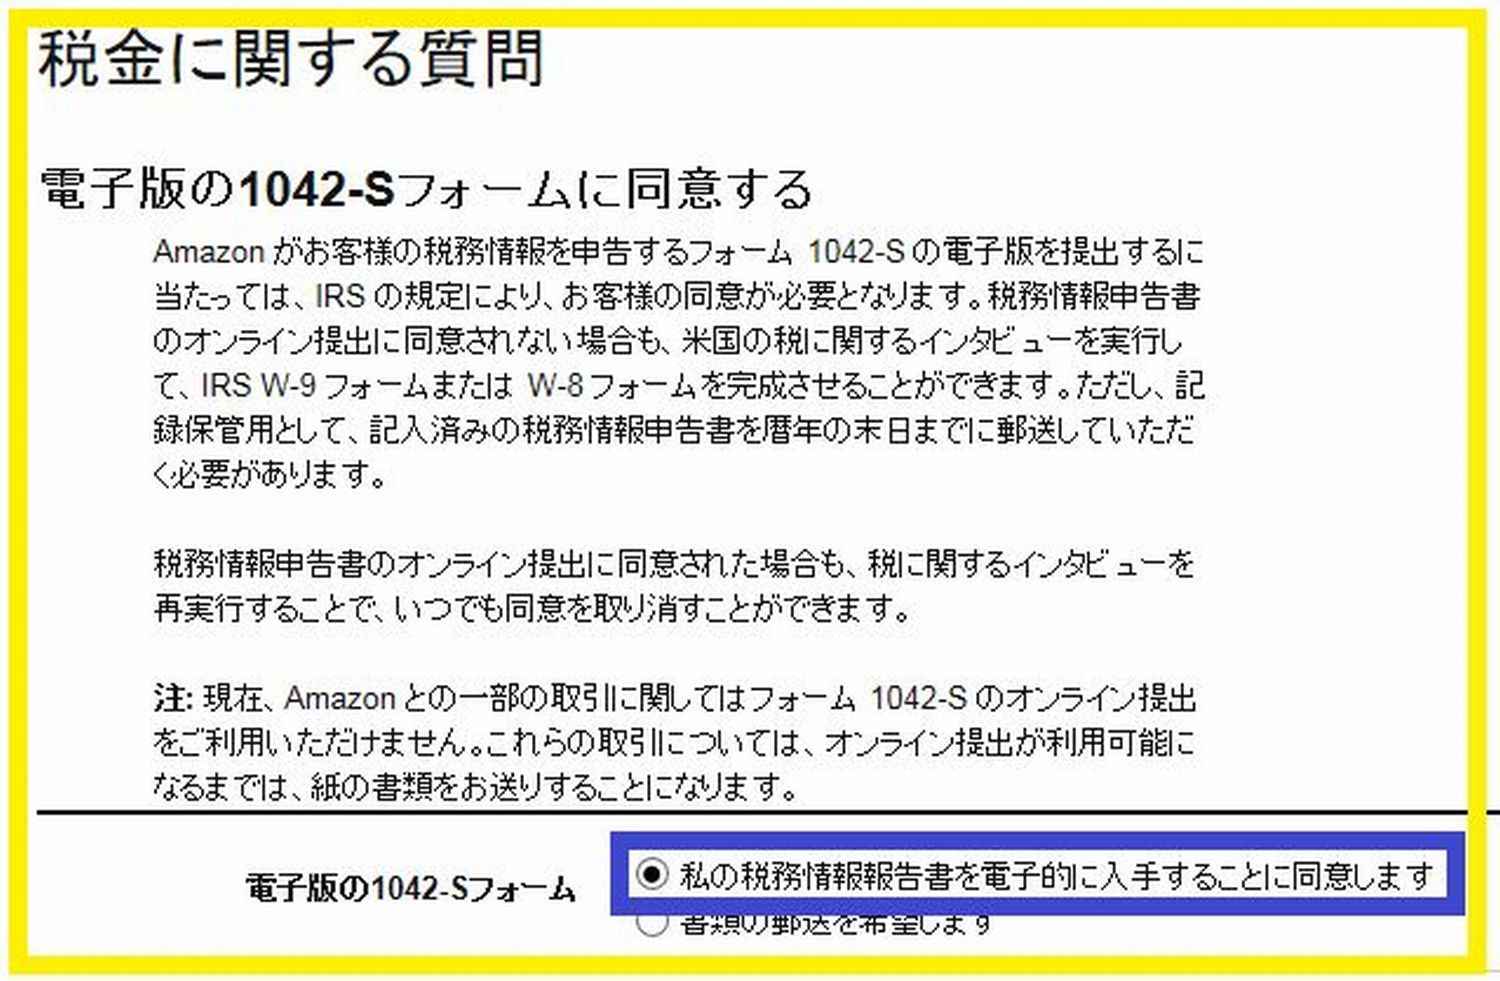 税金に関する質問
電子版の1042-Sフォームに同意する
Amazon がお客様の税務情報を申告するフォーム 1042-S の電子版を提出するに
当たっては、IRS の規定により、お客様の同意が必要となります。税務情報申告書
のオンライン提出に同意されない場合も、米国の税に関するインタビューを実行し
て、IRS W-9 フォームまたは W-8 フォームを完成させることができます。ただし、記
録保管用として、記入済みの税務情報申告書を暦年の末日までに郵送していただ
く必要があります。
税務情報申告書のオンライン提出に同意された場合も、税に関するインタビューを
再実行することで、いつでも同意を取り消すことができます。
注: 現在、Amazon との一部の取引に関してはフォーム 1042-S のオンライン提出
をご利用いただけません。これらの取引については、オンライン提出が利用可能に
なるまでは、紙の書類をお送りすることになります。
電子版の1042-Sフォーム
私の税務情報報告書を電子的に入手することに同意します
書類の郵送を希望します